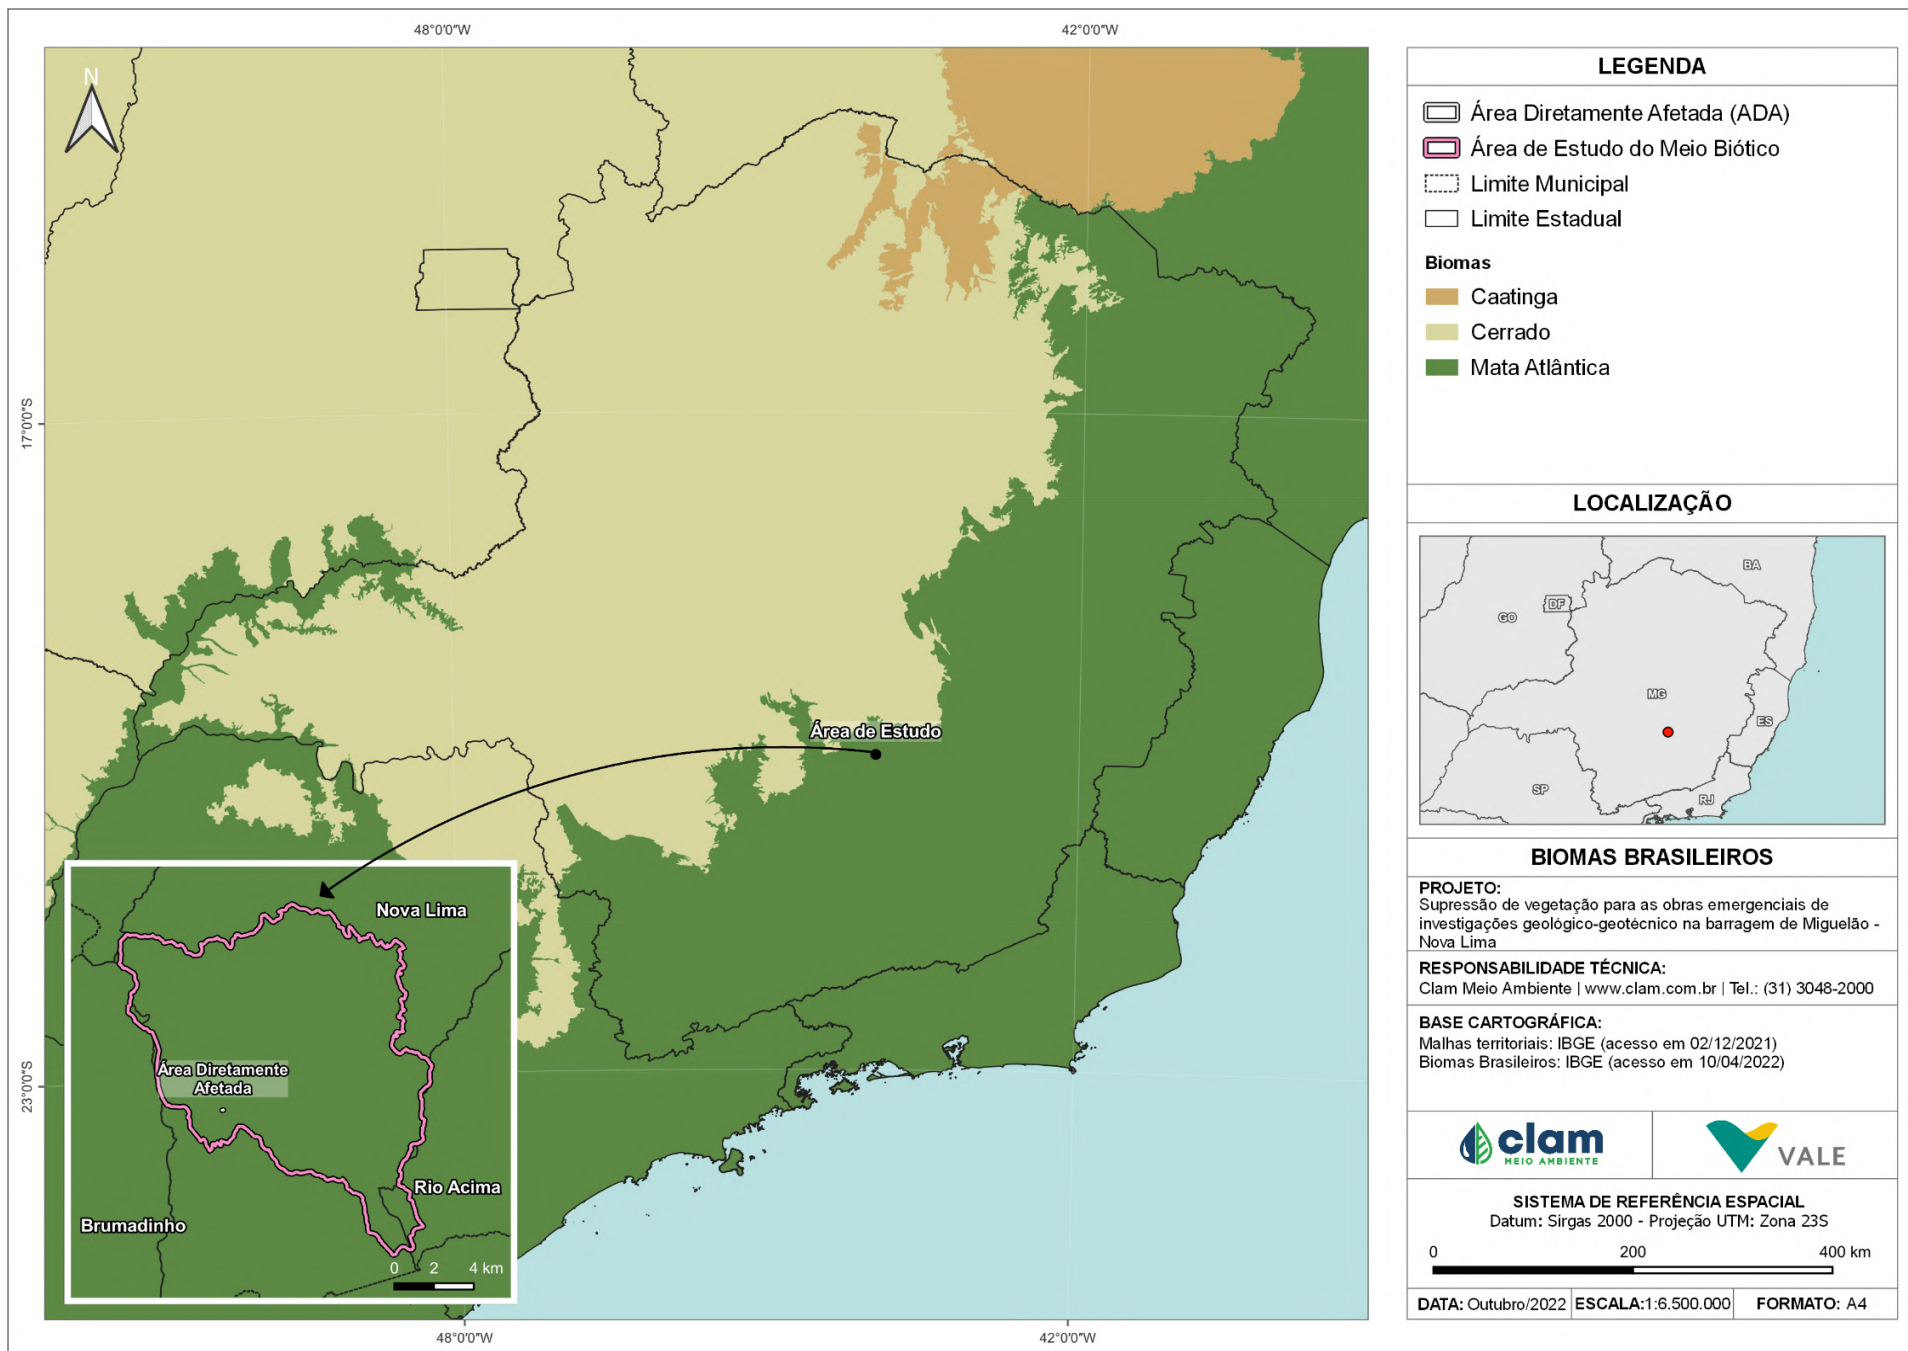 48°0'0"W
42°0'0"W
N
17°0'0"S
23°0'0"S
Área de Estudo
Nova Lima
Área Diretamente
Afetada
Rio Acima
Brumadinho
0 2 4 km
48°0'0"W
42°0'0"W
LEGENDA
Área Diretamente Afetada (ADA)
Área de Estudo do Meio Biótico
Limite Municipal
Limite Estadual
Biomas
Caatinga
Cerrado
Mata Atlântica
LOCALIZAÇÃO
BA
DF
GO
MG
ES
SP
RJ
BIOMAS BRASILEIROS
PROJETO:
Supressão de vegetação para as obras emergenciais de
investigações geológico-geotécnico na barragem de Miguelão -
Nova Lima
RESPONSABILIDADE TÉCNICA:
Clam Meio Ambiente | www.clam.com.br | Tel.: (31) 3048-2000
BASE CARTOGRÁFICA:
Malhas territoriais: IBGE (acesso em 02/12/2021)
Biomas Brasileiros: IBGE (acesso em 10/04/2022)
clam
MEIO AMBIENTE
VALE
SISTEMA DE REFERÊNCIA ESPACIAL
Datum: Sirgas 2000 - Projeção UTM: Zona 23S
0 200 400 km
DATA: Outubro/2022 ESCALA:1:6.500.000 FORMATO: A4